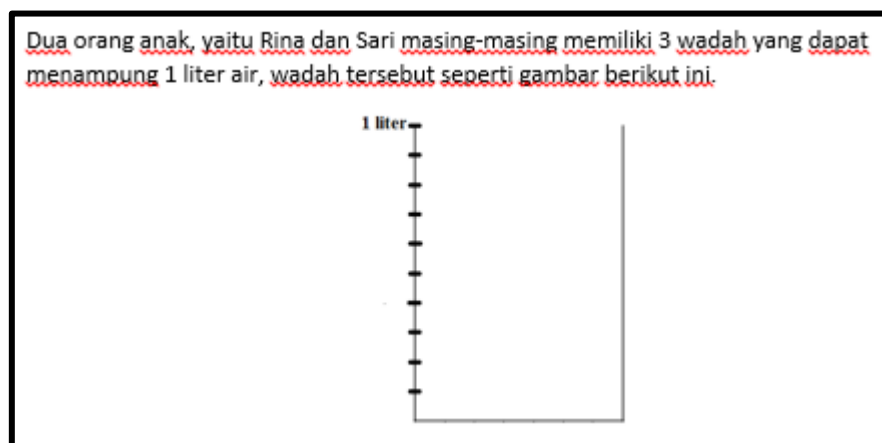 Dua orang anak, yaitu Rina dan Sari masing-masing memiliki 3 wadah yang dapat
menampung 1 liter air, wadah tersebut seperti gambar berikut ini.
1 liter